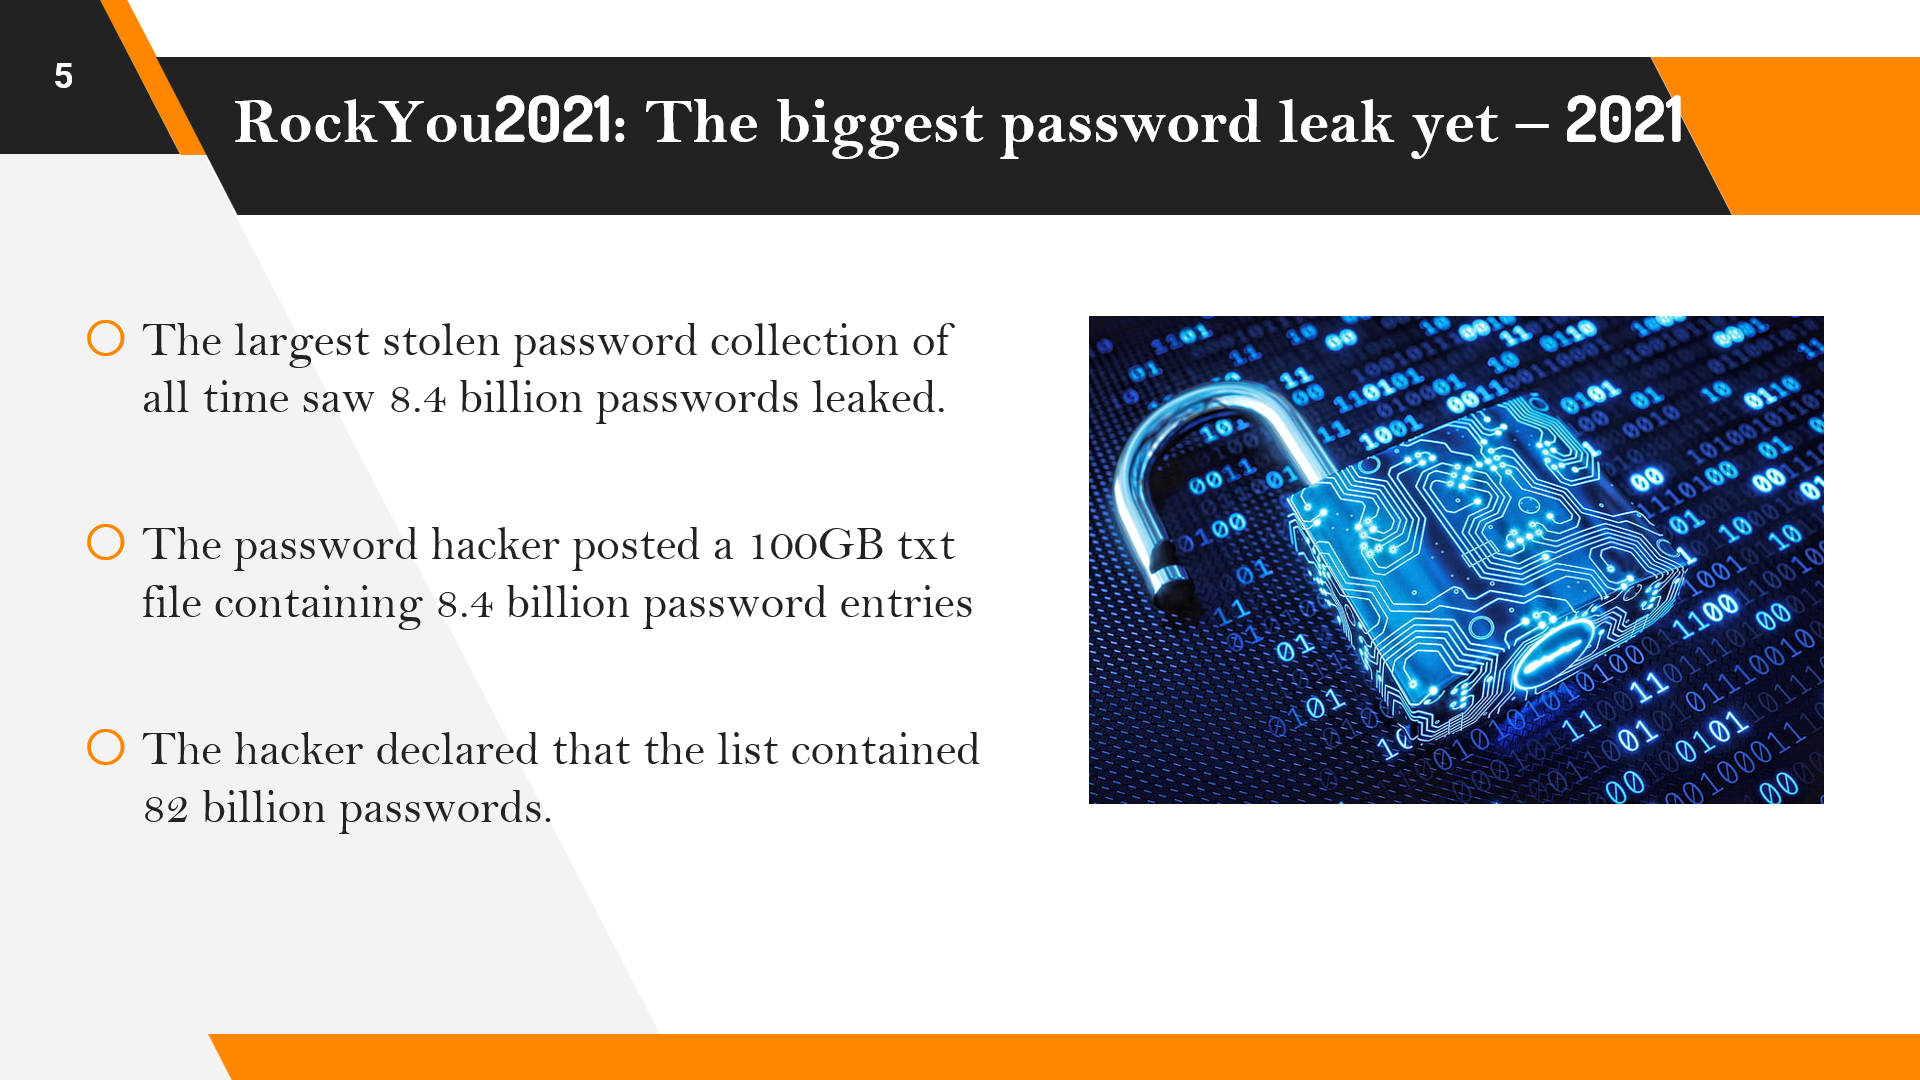 5
RockYou2021: The biggest password leak yet – 2021
The largest stolen password collection of
all time saw 8.4 billion passwords leaked.
The password hacker posted a 100GB txt
file containing 8.4 billion password entries
The hacker declared that the list contained
82 billion passwords.